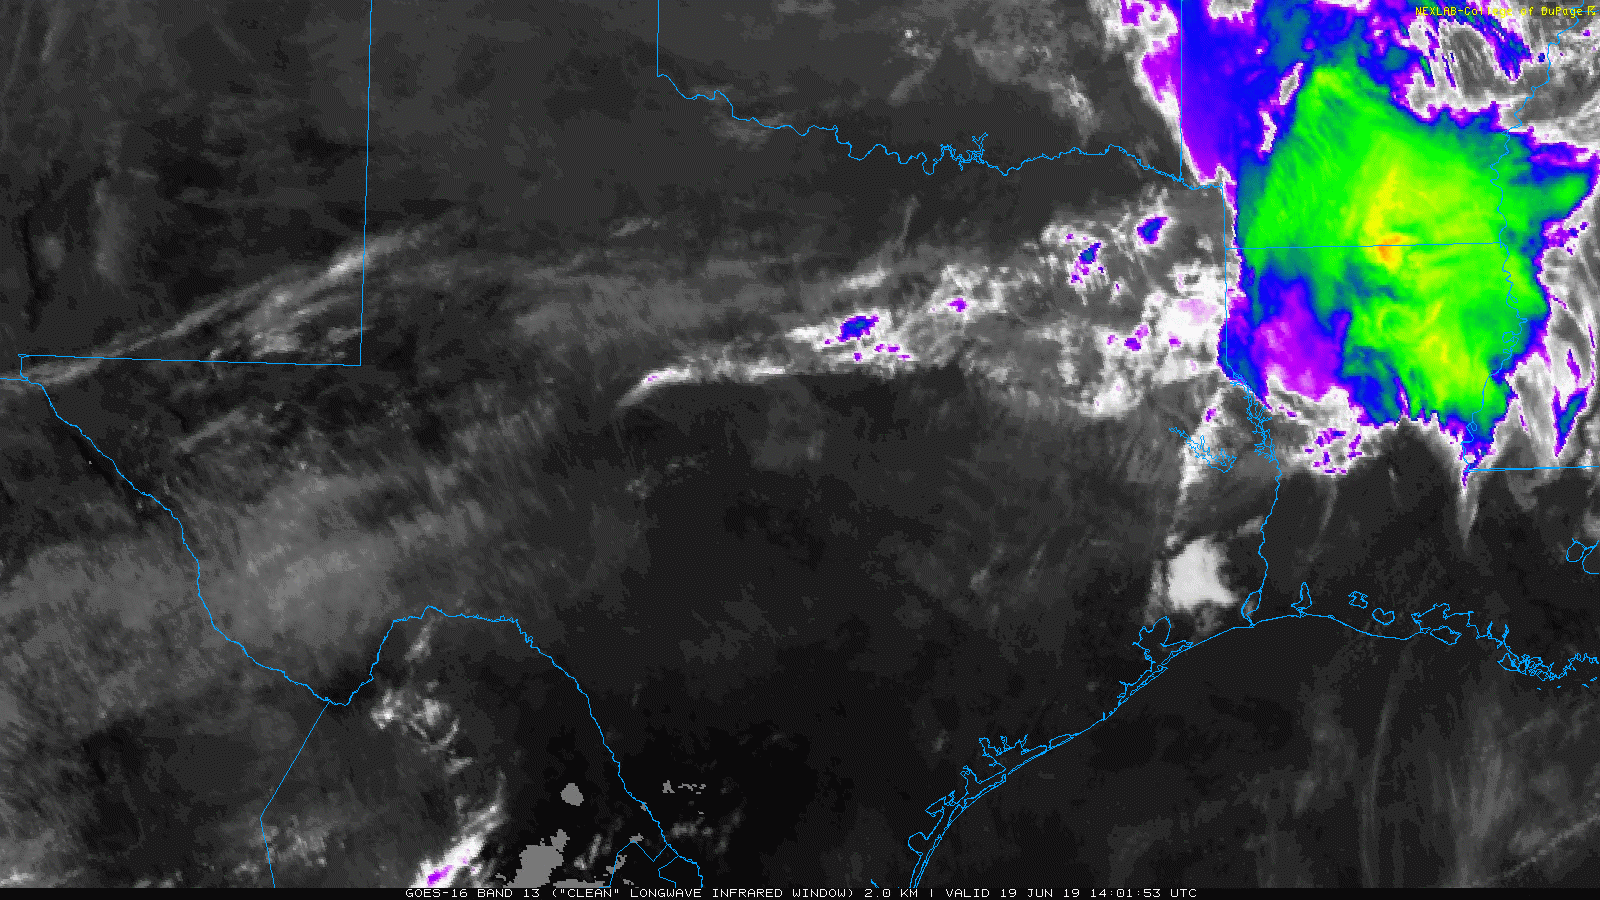 NEXLAB-College of DuPage
GOES-16 BAND 13 ("CLEAN" LONGWAVE INFRARED WINDOW) 2.0 KM | VALID 19 JUN 19 14:01:53 UTC